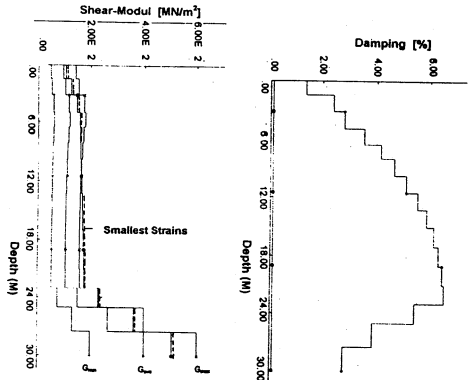 Shear-Modul [MN/m²]
.00
2.00E
2
4.00E
2
6.00E
2
.00
6.00
12.00
18.00
24.00
30.00
Depth (M)
Smallest Strains
Damping [%]
.00
2.00
4.00
6.00
.00
6.00
12.00
18.00
24.00
30.00
Depth (M)